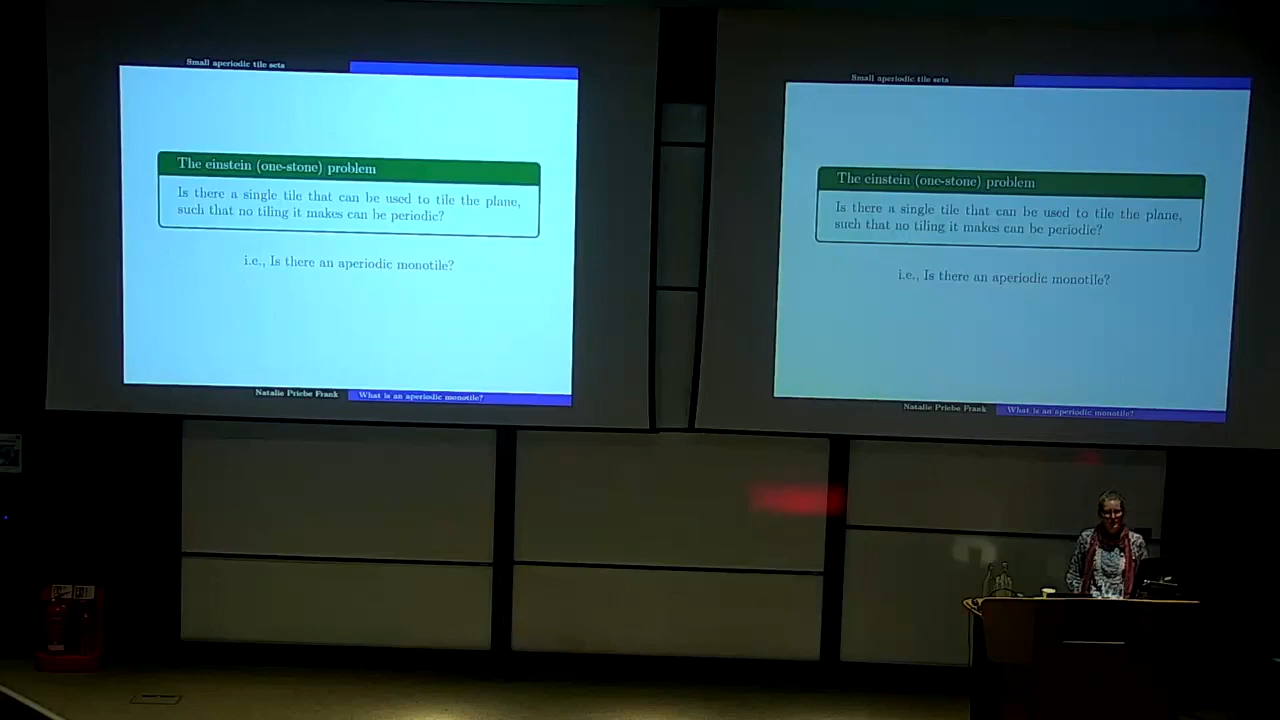 Small aperiodic tile sets
The einstein (one-stone) problem
Is there a single tile that can be used to tile the plane,
such that no tiling it makes can be periodic?
i.e., Is there an aperiodic monotile?
Natalie Priebe Frank
What is an aperiodic monotile?
Small aperiodic tile sets
The einstein (one-stone) problem
Is there a single tile that can be used to tile the plane,
such that no tiling it makes can be periodic?
i.e., Is there an aperiodic monotile?
Natalie Priebe Frank
What is an aperiodic monotile?